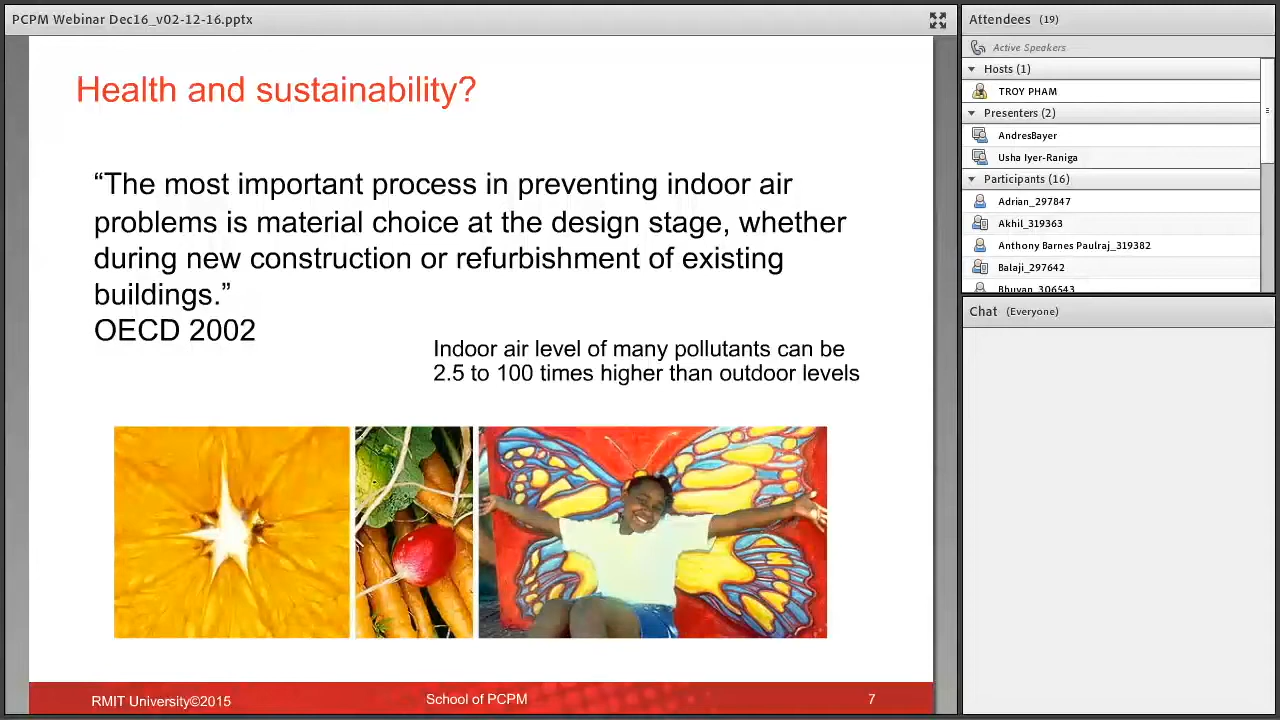 PCPM Webinar Dec16_v02-12-16.pptx
Health and sustainability?
“The most important process in preventing indoor air
problems is material choice at the design stage, whether
during new construction or refurbishment of existing
buildings.”
OECD 2002
Indoor air level of many pollutants can be
2.5 to 100 times higher than outdoor levels
RMIT University©2015
School of PCPM
7
Attendees (19)
Active Speakers
Hosts (1)
TROY PHAM
Presenters (2)
AndresBayer
Usha Iyer-Raniga
Participants (16)
Adrian_297847
Akhil_319363
Anthony Barnes Paulraj_319382
Balaji_297642
Bhuvan_306543
Chat (Everyone)